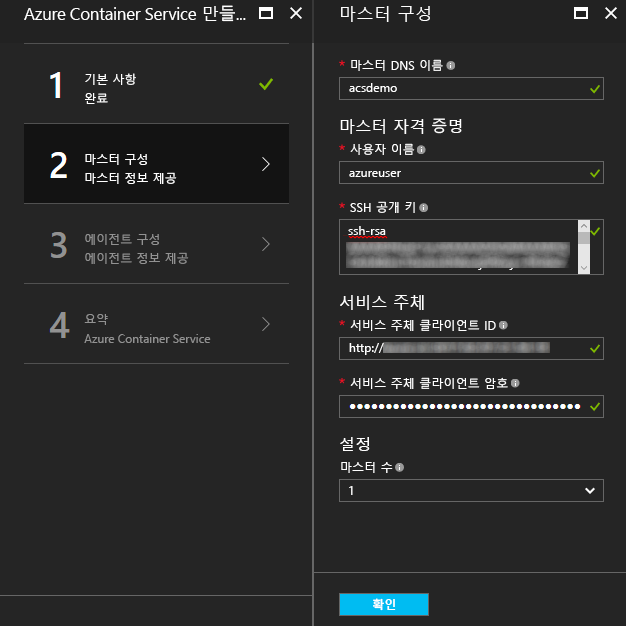 Azure Container Service 만들...
1
기본 사항
완료
2
마스터 구성
마스터 정보 제공
3
에이전트 구성
에이전트 정보 제공
4
요약
Azure Container Service
마스터 구성
* 마스터 DNS 이름
acsdemo
마스터 자격 증명
* 사용자 이름
azureuser
* SSH 공개 키
ssh-rsa
서비스 주체
* 서비스 주체 클라이언트 ID
http://
* 서비스 주체 클라이언트 암호
설정
마스터 수
1
확인